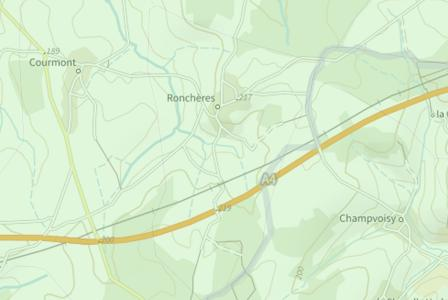 189
Courmont
Ronchères
217
A4
219
Champvoisy
200
200
la